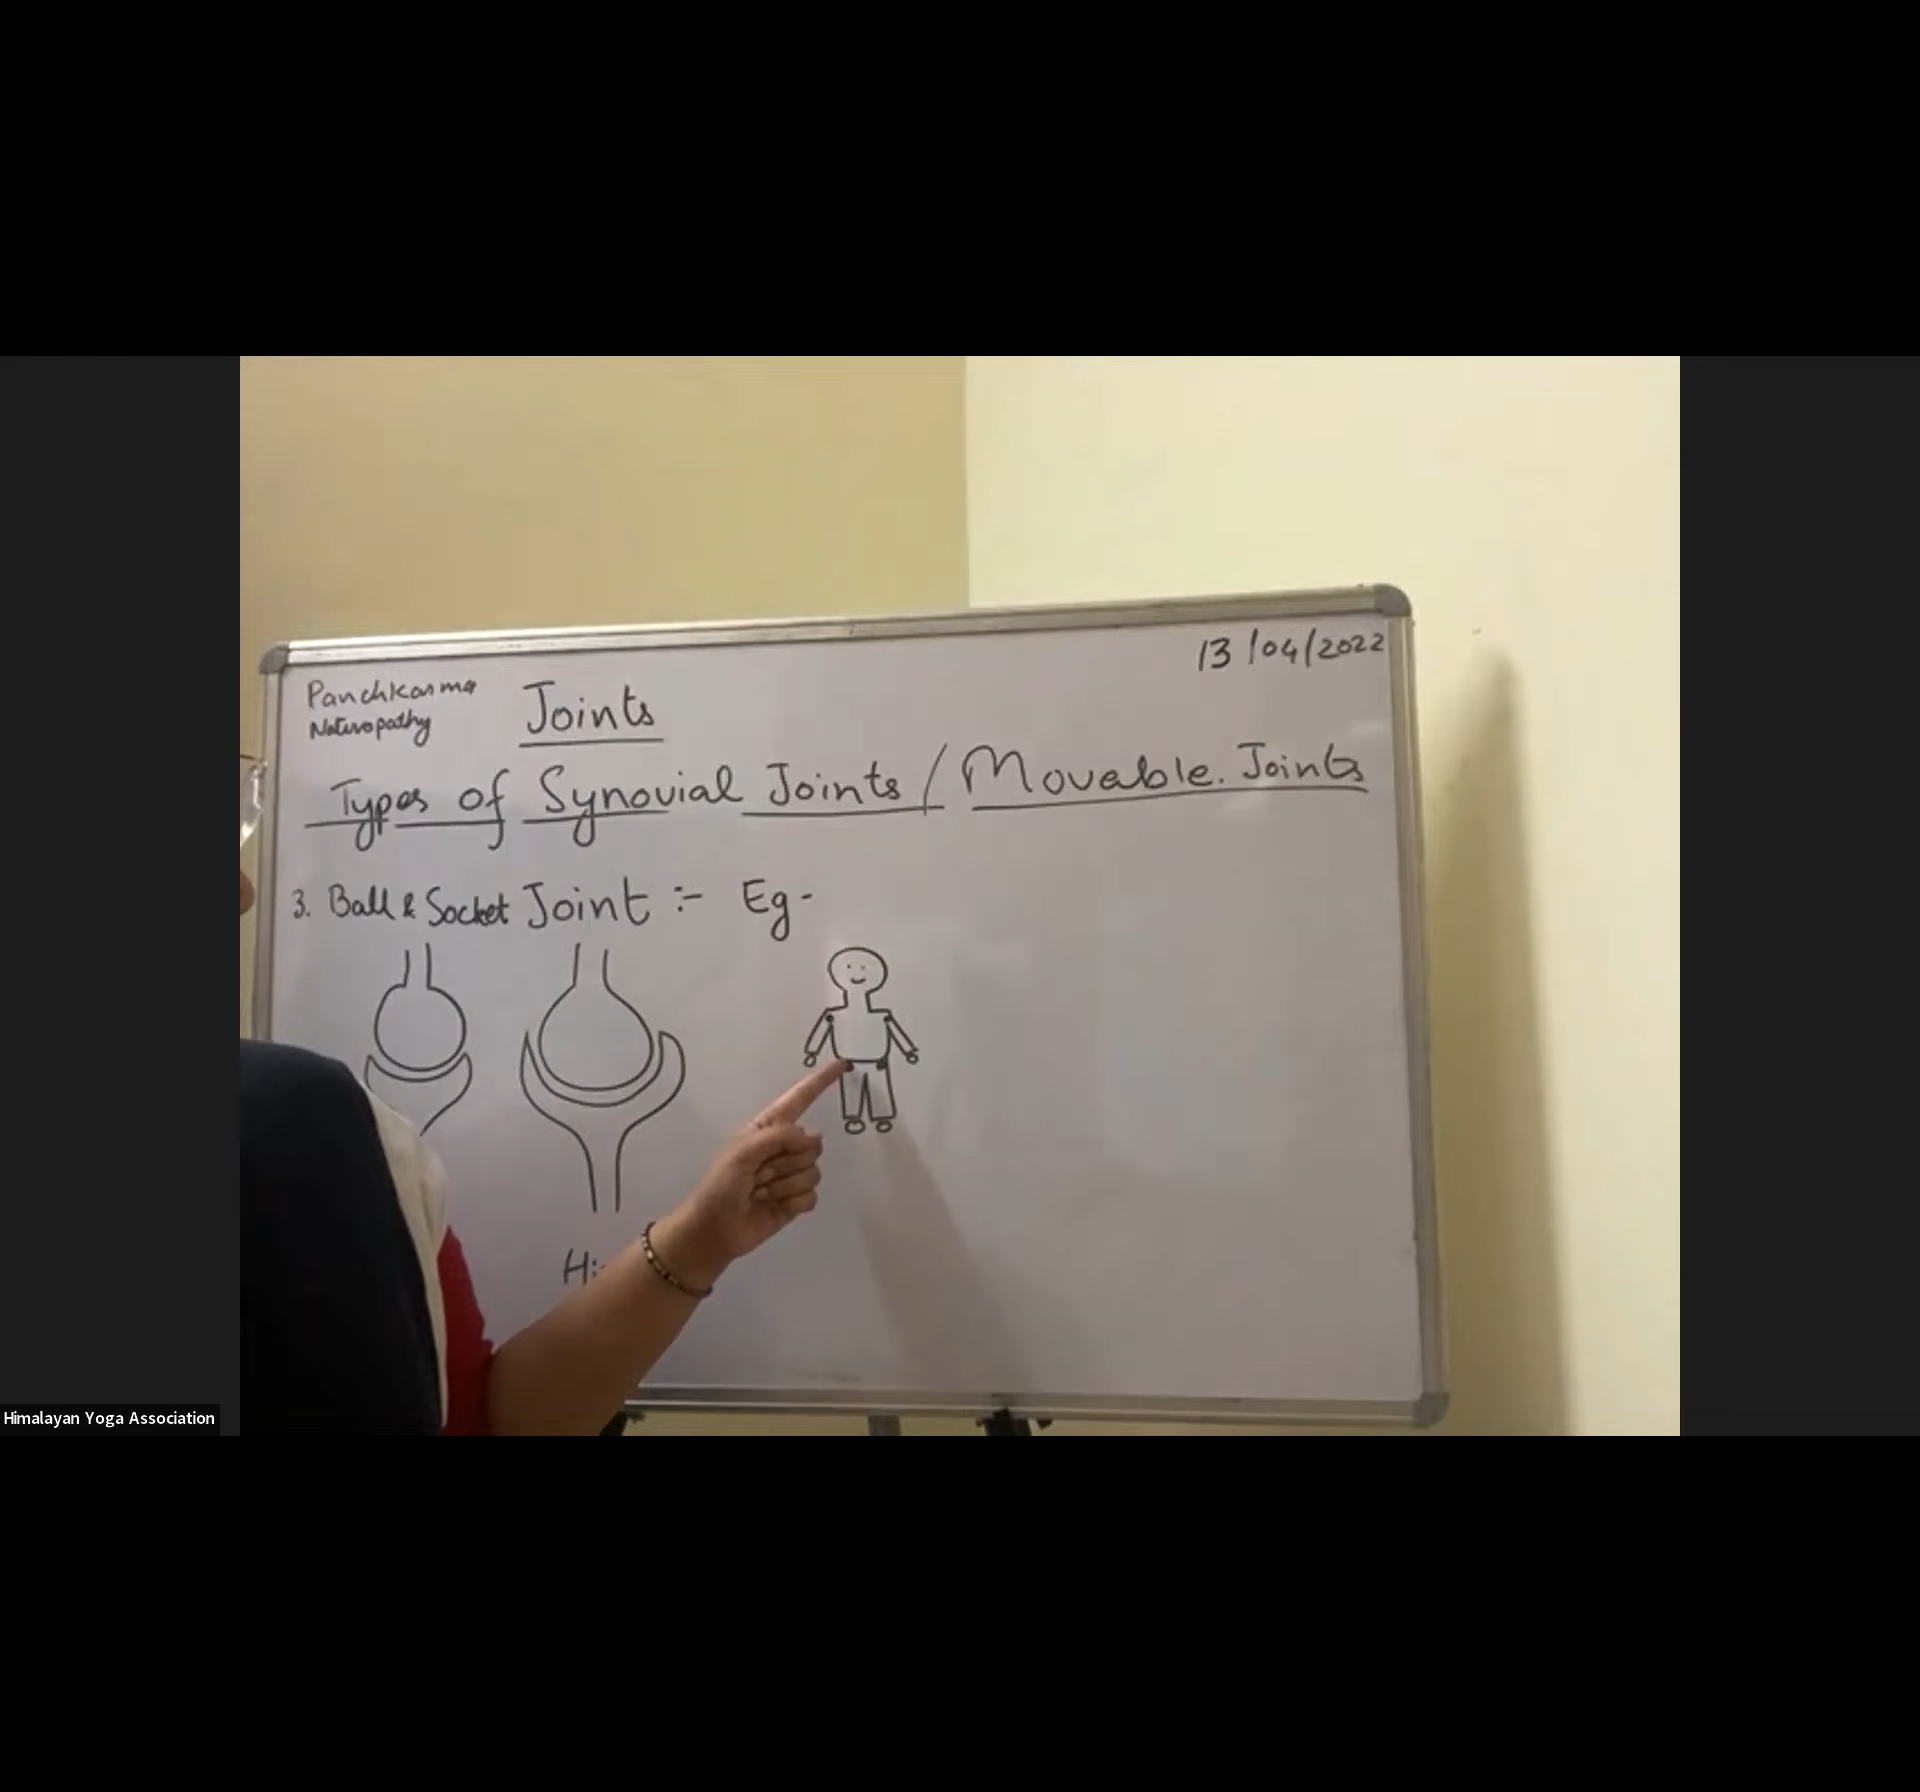 13/04/2022
Panchkarma
Naturopathy
Joints
Types of Synovial Joints / Movable. Joints
3. Ball & Socket Joint :- Eg -
Himalayan Yoga Association